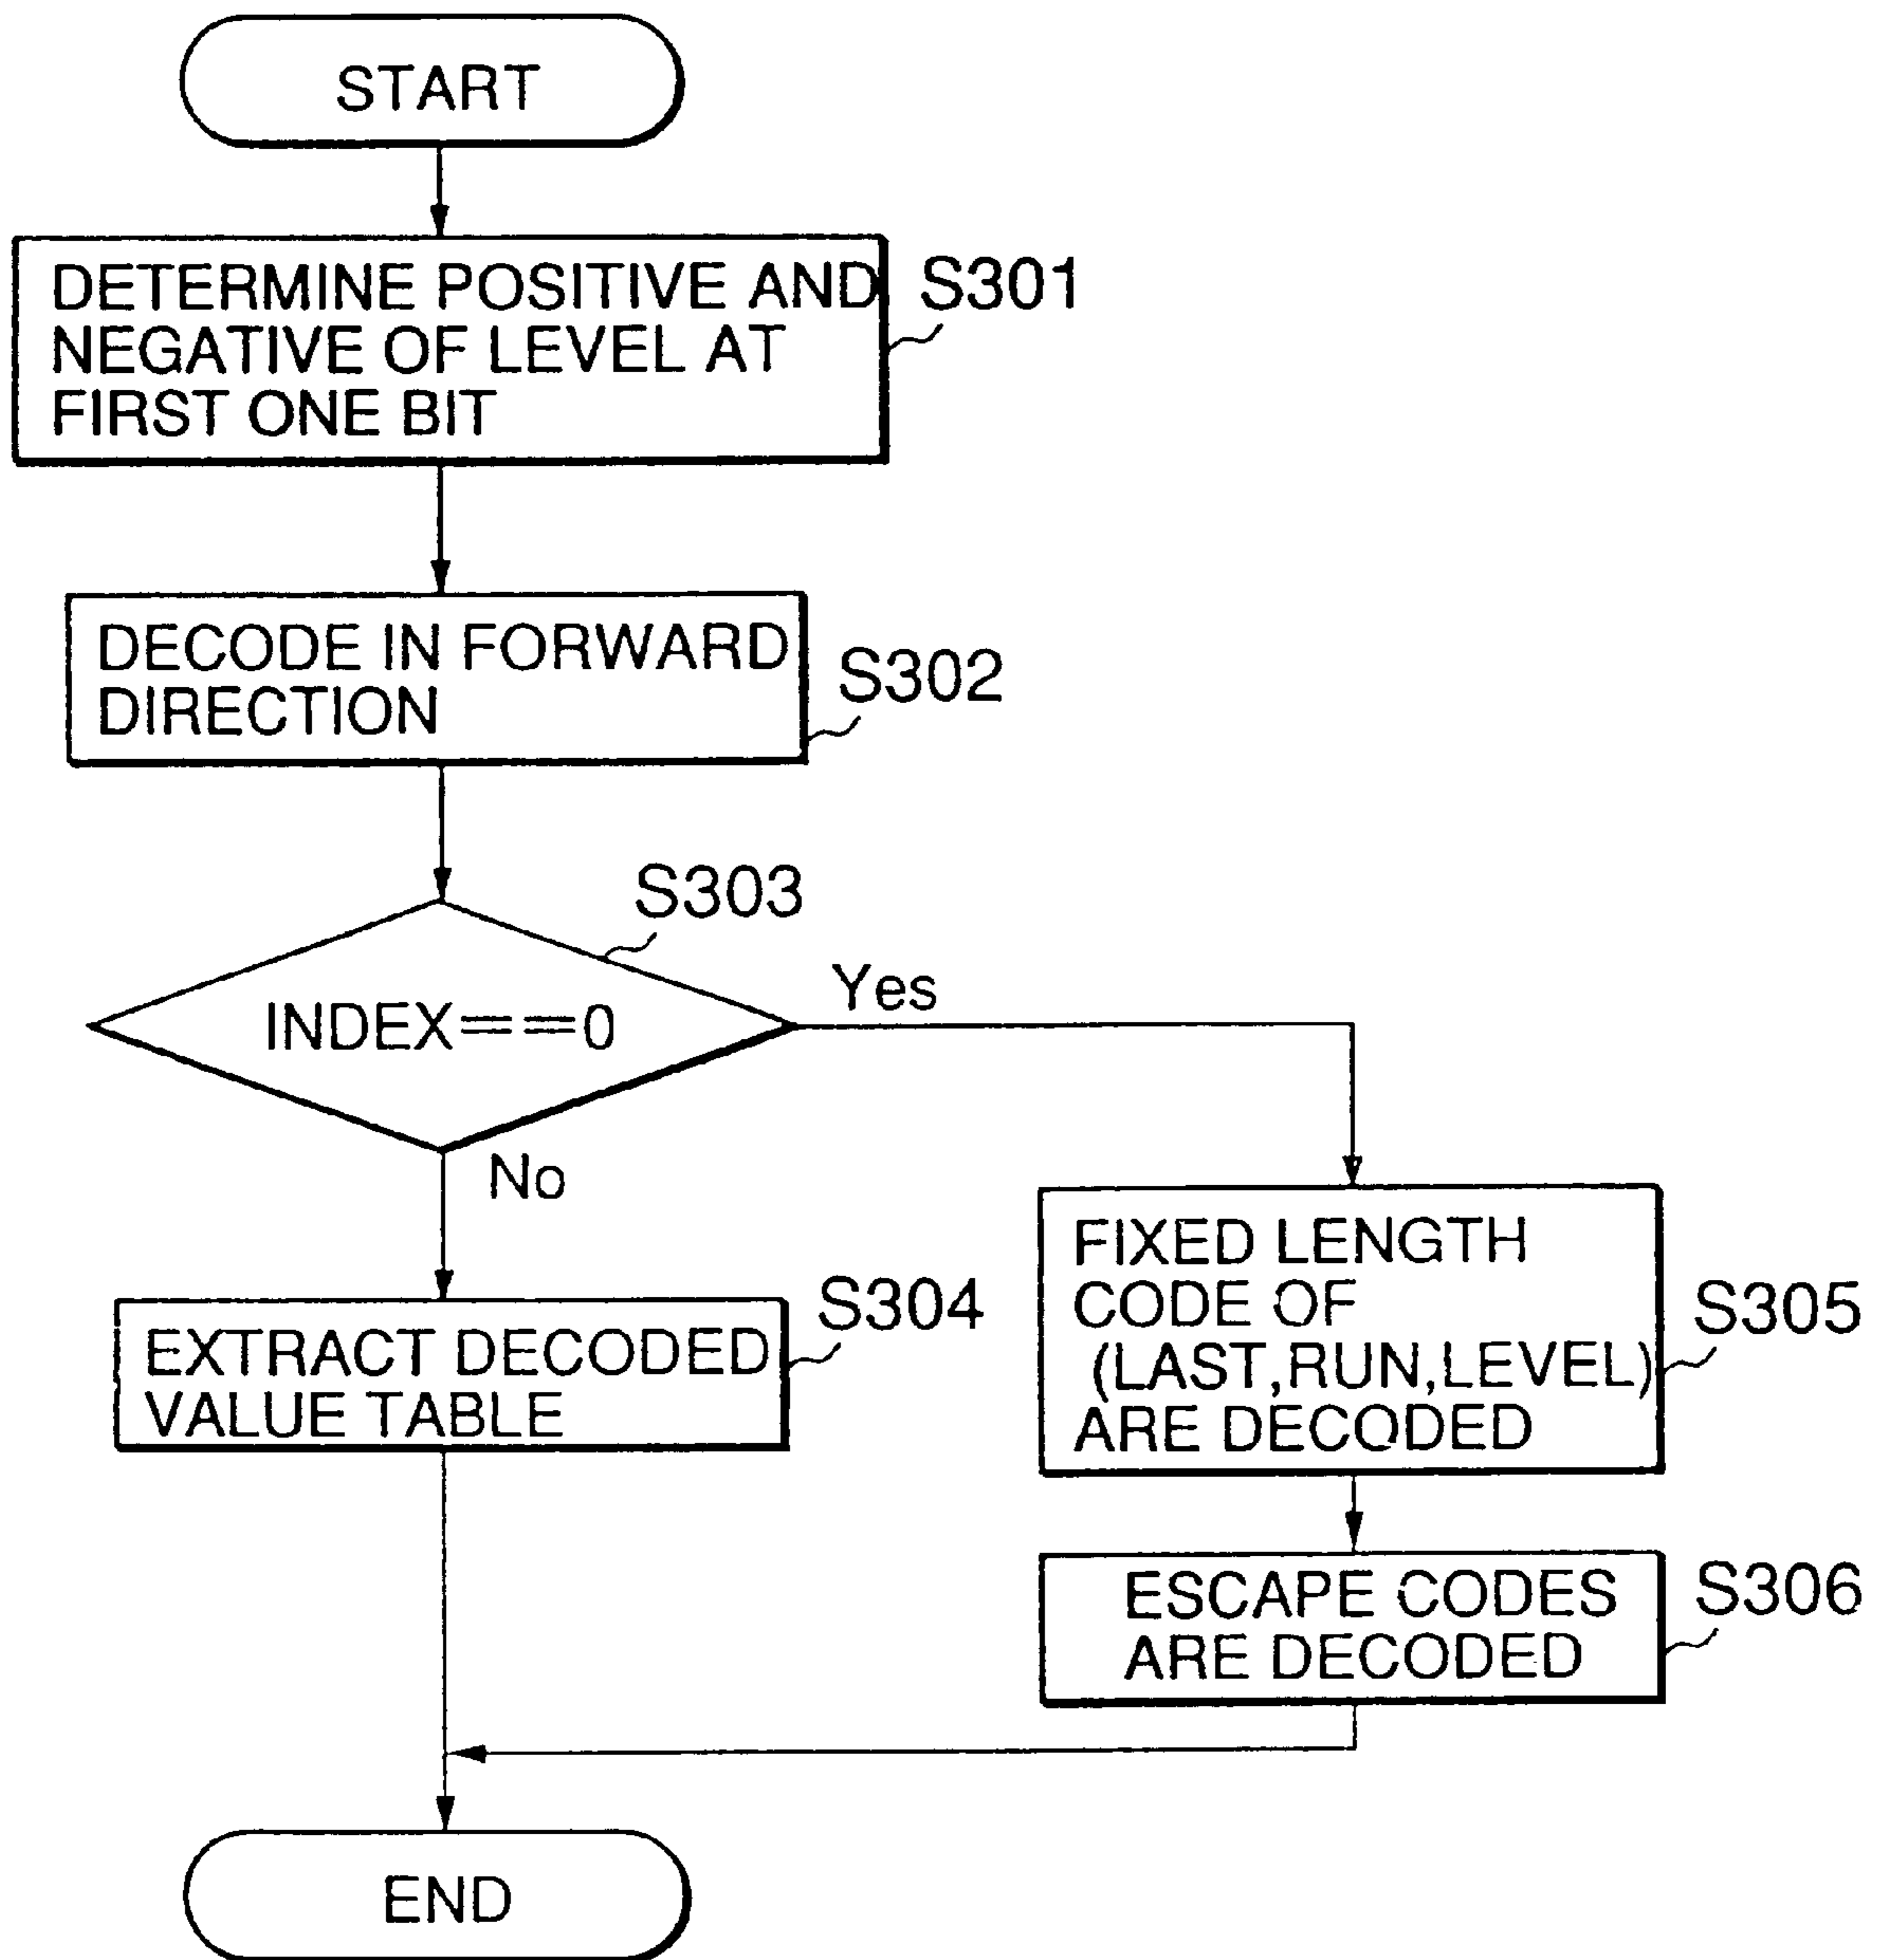 START
DETERMINE POSITIVE AND
NEGATIVE OF LEVEL AT
FIRST ONE BIT
S301
DECODE IN FORWARD
DIRECTION
S302
S303
INDEX===0
Yes
No
EXTRACT DECODED
VALUE TABLE
S304
FIXED LENGTH
CODE OF
(LAST,RUN,LEVEL)
ARE DECODED
S305
ESCAPE CODES
ARE DECODED
S306
END